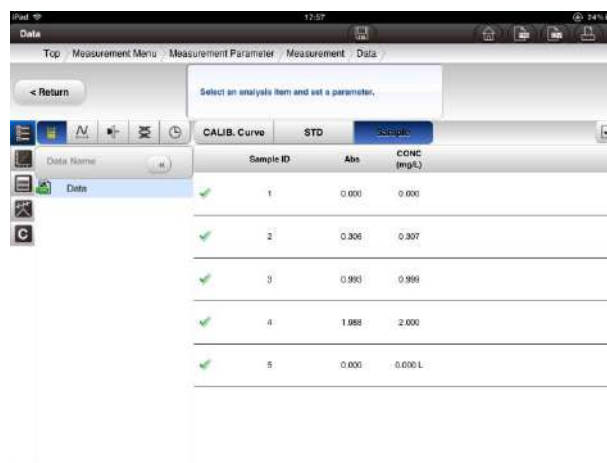 iPad 12:57 24%
Data
Top Measurement Menu Measurement Parameter Measurement Data
< Return
Select an analysis item and set a parameter.
CALIB. Curve STD Sample
Data Name «
Sample ID Abs CONC (mg/L)
Data
1 0.000 0.000
2 0.306 0.307
3 0.993 0.999
4 1.988 2.000
5 0.000 0.000 L
C